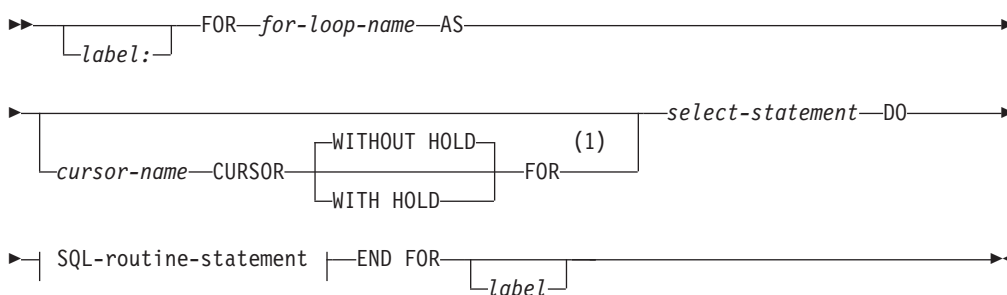 FOR for-loop-name AS
label:
select-statement DO
WITHOUT HOLD (1)
cursor-name CURSOR FOR
WITH HOLD
SQL-routine-statement END FOR
label